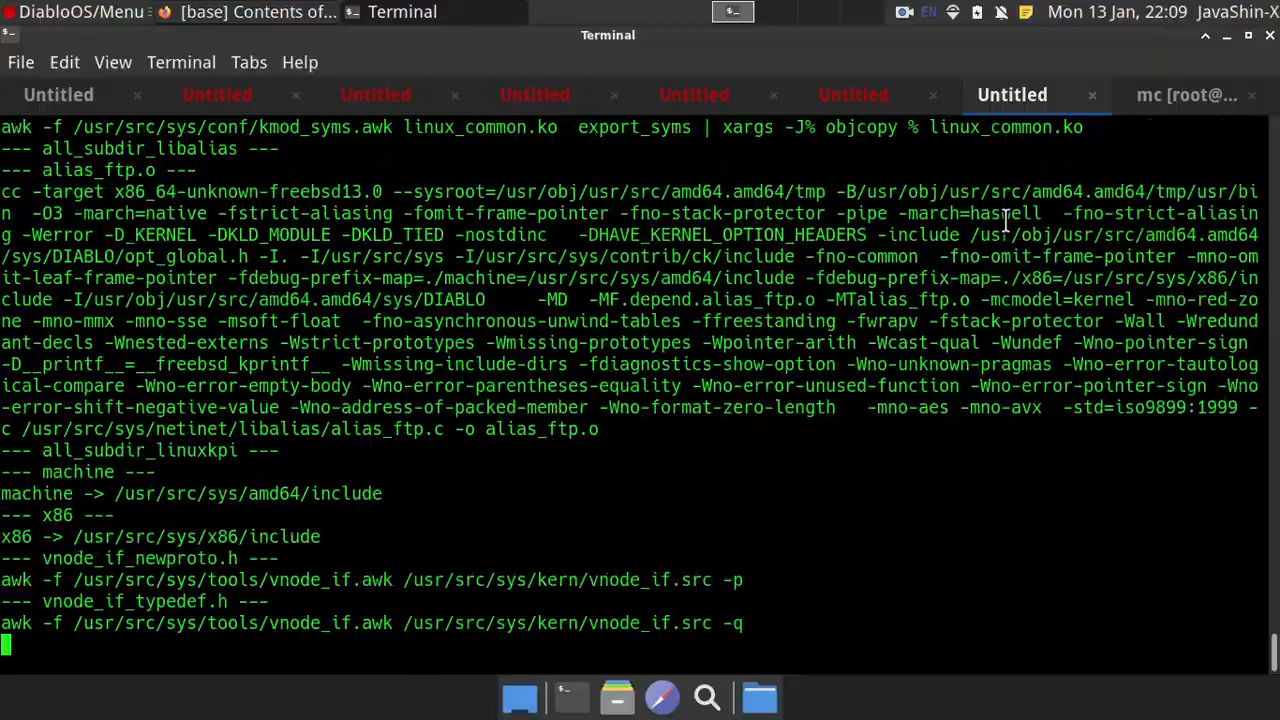 DiabloOS/Menu [base] Contents of... Terminal EN Mon 13 Jan, 22:09 JavaShin-X
Terminal
File Edit View Terminal Tabs Help
Untitled Untitled Untitled Untitled Untitled Untitled Untitled mc [root@...
awk -f /usr/src/sys/conf/kmod_syms.awk linux_common.ko  export_syms | xargs -J% objcopy % linux_common.ko
--- all_subdir_libalias ---
--- alias_ftp.o ---
cc -target x86_64-unknown-freebsd13.0 --sysroot=/usr/obj/usr/src/amd64.amd64/tmp -B/usr/obj/usr/src/amd64.amd64/tmp/usr/bi
n  -O3 -march=native -fstrict-aliasing -fomit-frame-pointer -fno-stack-protector -pipe -march=haswell  -fno-strict-aliasin
g -Werror -D_KERNEL -DKLD_MODULE -DKLD_TIED -nostdinc   -DHAVE_KERNEL_OPTION_HEADERS -include /usr/obj/usr/src/amd64.amd64
/sys/DIABLO/opt_global.h -I. -I/usr/src/sys -I/usr/src/sys/contrib/ck/include -fno-common  -fno-omit-frame-pointer -mno-om
it-leaf-frame-pointer -fdebug-prefix-map=./machine=/usr/src/sys/amd64/include -fdebug-prefix-map=./x86=/usr/src/sys/x86/in
clude -I/usr/obj/usr/src/amd64.amd64/sys/DIABLO     -MD  -MF.depend.alias_ftp.o -MTalias_ftp.o -mcmodel=kernel -mno-red-zo
ne -mno-mmx -mno-sse -msoft-float  -fno-asynchronous-unwind-tables -ffreestanding -fwrapv -fstack-protector -Wall -Wredund
ant-decls -Wnested-externs -Wstrict-prototypes -Wmissing-prototypes -Wpointer-arith -Wcast-qual -Wundef -Wno-pointer-sign 
-D__printf__=__freebsd_kprintf__ -Wmissing-include-dirs -fdiagnostics-show-option -Wno-unknown-pragmas -Wno-error-tautolog
ical-compare -Wno-error-empty-body -Wno-error-parentheses-equality -Wno-error-unused-function -Wno-error-pointer-sign -Wno
-error-shift-negative-value -Wno-address-of-packed-member -Wno-format-zero-length   -mno-aes -mno-avx  -std=iso9899:1999 -
c /usr/src/sys/netinet/libalias/alias_ftp.c -o alias_ftp.o
--- all_subdir_linuxkpi ---
--- machine ---
machine -> /usr/src/sys/amd64/include
--- x86 ---
x86 -> /usr/src/sys/x86/include
--- vnode_if_newproto.h ---
awk -f /usr/src/sys/tools/vnode_if.awk /usr/src/sys/kern/vnode_if.src -p
--- vnode_if_typedef.h ---
awk -f /usr/src/sys/tools/vnode_if.awk /usr/src/sys/kern/vnode_if.src -q